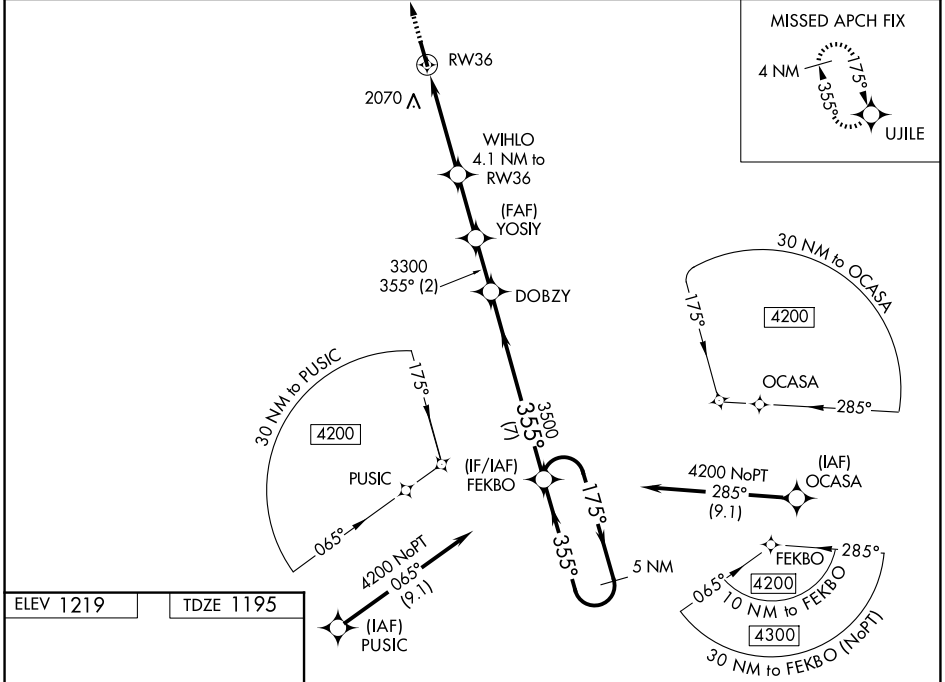 MISSED APCH FIX
4 NM
175°
355°
UJILE
RW36
2070
WIHLO
4.1 NM to
RW36
(FAF)
YOSIY
3300
355° (2)
DOBZY
30 NM to OCASA
175°
4200
OCASA
285°
30 NM to PUSIC
175°
4200
PUSIC
065°
3500
355°
(7)
(IF/IAF)
FEKBO
175°
355°
5 NM
4200 NoPT
285°
(9.1)
(IAF)
OCASA
4200 NoPT
065°
(9.1)
(IAF)
PUSIC
FEKBO
285°
065°
4200
10 NM to FEKBO
4300
30 NM to FEKBO (NoPT)
ELEV 1219
TDZE 1195